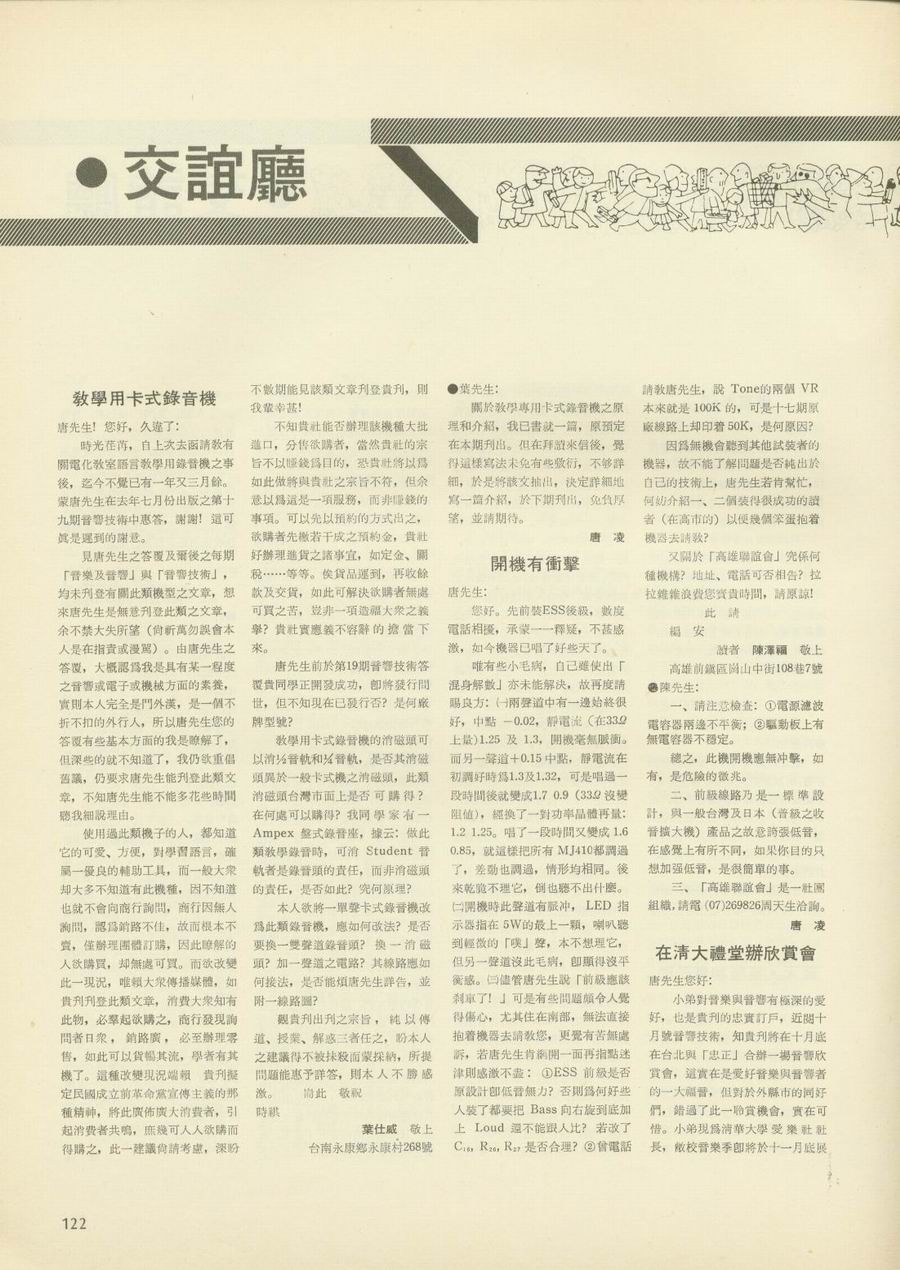 ●交誼廳
教學用卡式錄音機
唐先生！您好，久違了：
時光荏苒，自上次去函請敎有
關電化敎室語言敎學用錄音機之事
後，迄今不覺已有一年又三月餘。
蒙唐先生在去年七月份出版之第十
九期音響技術中惠答，謝謝！這可
眞是遲到的謝意。
見唐先生之答覆及爾後之每期
「音樂及音響」與「音響技術」，
均未刋登有關此類機型之文章，想
來唐先生是無意刋登此類之文章，
余不禁大失所望（尙祈萬勿誤會本
人是在指責或漫駡）。由唐先生之
答覆，大槪認爲我是具有某一程度
之音響或電子或機械方面的素養，
實則本人完全是門外漢，是一個不
折不扣的外行人，所以唐先生您的
答覆有些基本方面的我是瞭解了，
但深些的就不知道了，我仍欲重倡
舊議，仍要求唐先生能刋登此類文
章，不知唐先生能不能多花些時間
聽我細說理由。
使用過此類機子的人，都知道
它的可愛、方便，對學習語言，確
屬一優良的輔助工具，而一般大衆
却大多不知道有此機種，因不知道
也就不會向商行詢問，商行因無人
詢問，認爲銷路不佳，故而根本不
賣，僅辦理團體訂購，因此瞭解的
人欲購買，却無處可買。而欲改變
此一現況，唯賴大衆傳播媒體，如
貴刋刋登此類文章，消費大衆知有
此物，必羣起欲購之，商行發現詢
問者日衆，銷路廣，必至辦理零
售，如此可以貨暢其流，學者有其
機了。這種改變現況端賴　貴刋擬
定民國成立前革命黨宣傳主義的那
種精神，將此廣佈廣大消費者，引
起消費者共鳴，庶幾可人人欲購而
得購之，此一建議尙請考慮，深盼
不數期能見該類文章刋登貴刋，則
我輩幸甚！
不知貴社能否辦理該機種大批
進口，分售欲購者，當然貴社的宗
旨不以賺錢爲目的，恐貴社將以爲
如此做將與貴社之宗旨不符，但余
意以爲這是一項服務，而非賺錢的
事項。可以先以預約的方式出之，
欲購者先繳若干成之預約金，貴社
好辦理進貨之諸事宜，如定金、關
稅……等等。俟貨品運到，再收餘
款及交貨，如此可解決欲購者無處
可買之苦，豈非一項造福大衆之義
擧？貴社實應義不容辭的擔當下
來。
唐先生前於第19期音響技術答
覆貴同學正開發成功，卽將發行問
世，但不知現在已發行否？是何廠
牌型號？
敎學用卡式錄音機的消磁頭可
以消½音軌和¼音軌，是否其消磁
頭異於一般卡式機之消磁頭，此類
消磁頭台灣市面上是否可購得？
在何處可以購得？我同學家有一
Ampex 盤式錄音座，據云：做此
類敎學錄音時，可消 Student 音
軌者是錄音頭的責任，而非消磁頭
的責任，是否如此？究何原理？
本人欲將一單聲卡式錄音機改
爲此類錄音機，應如何改法？是否
要換一雙聲道錄音頭？換一消磁
頭？加一聲道之電路？其線路應如
何接法，是否能煩唐先生詳告，並
附一線路圖？
觀貴刋出刋之宗旨，純以傳
道、授業、解惑三者任之，盼本人
之建議得不被抹殺而蒙採納，所提
問題能惠予詳答，則本人不勝感
激。　耑此　敬祝
時祺
葉仕威　敬上
台南永康鄕永康村268號
●葉先生：
關於敎學專用卡式錄音機之原
理和介紹，我已書就一篇，原預定
在本期刋出。但在拜讀來信後，覺
得這樣寫法未免有些敷衍，不够詳
細，於是將該文抽出，決定詳細地
寫一篇介紹，於下期刋出，免負厚
望，並請期待。
唐　凌
開機有衝擊
唐先生：
您好。先前裝ESS後級，數度
電話相擾，承蒙一一釋疑，不甚感
激，如今機器已唱了好些天了。
唯有些小毛病，自己雖使出「
混身解數」亦未能解決，故再度請
賜良方：㈠兩聲道中有一邊始終很
好，中點 －0.02，靜電流（在33Ω
上量)1.25 及 1.3，開機毫無脈衝。
而另一聲道＋0.15 中點，靜電流在
初調好時爲1.3及1.32，可是唱過一
段時間後就變成1.7 0.9（33Ω 沒變
阻値)，經換了一對功率晶體再量：
1.2 1.25。唱了一段時間又變成 1.6
0.85，就這樣把所有 MJ410都調過
了，差動也調過，情形均相同。後
來乾脆不理它，倒也聽不出什麼。
㈡開機時此聲道有脈冲，LED 指
示器指在 5W的最上一顆，喇叭聽
到輕微的「噗」聲，本不想理它，
但另一聲道沒此毛病，卽顯得沒平
衡感。㈢儘管唐先生說「前級應該
剎車了！」可是有些問題頗令人覺
得傷心，尤其住在南部，無法直接
抱着機器去請敎您，更覺有苦無處
訴，若唐先生肯網開一面再指點迷
津則感激不盡：①ESS 前級是否
原設計卽低音無力？否則爲何好些
人裝了都要把 Bass 向右旋到底加
上 Loud 還不能跟人比？若改了
C₁₆，R₂₆，R₂₇ 是否合理？②曾電話
請敎唐先生，說 Tone的兩個 VR
本來就是 100K 的，可是十七期原
廠線路上却印着 50K，是何原因？
因爲無機會聽到其他試裝者的
機器，故不能了解問題是否純出於
自己的技術上，唐先生若肯幫忙，
何妨介紹一、二個裝得很成功的讀
者（在高市的）以便幾個笨蛋抱着
機器去請敎？
又關於「高雄聯誼會」究係何
種機構？地址、電話可否相告？拉
拉雜雜浪費您寶貴時間，請原諒！
此　請
編　安
讀者　陳澤福　敬上
高雄前鎭區崗山中街108巷7號
●陳先生：
一、請注意檢查：①電源濾波
電容器兩邊不平衡；②驅動板上有
無電容器不穩定。
總之，此機開機應無冲擊，如
有，是危險的徵兆。
二、前級線路乃是一標準設
計，與一般台灣及日本（普級之收
音擴大機）產品之故意誇張低音，
在感覺上有所不同，如果你目的只
想加强低音，是很簡單的事。
三、「高雄聯誼會」是一社團
組織，請電 (07)269826周天生洽詢。
唐　凌
在淸大禮堂辦欣賞會
唐先生您好：
小弟對音樂與音響有極深的愛
好，也是貴刋的忠實訂戶，近閱十
月號音響技術，知貴刋將在十月底
在台北與「忠正」合辦一場音響欣
賞會，這實在是愛好音樂與音響者
的一大福音，但對於外縣市的同好
們，錯過了此一聆賞機會，實在可
惜。小弟現爲淸華大學愛樂社社
長，敝校音樂季卽將於十一月底展
122